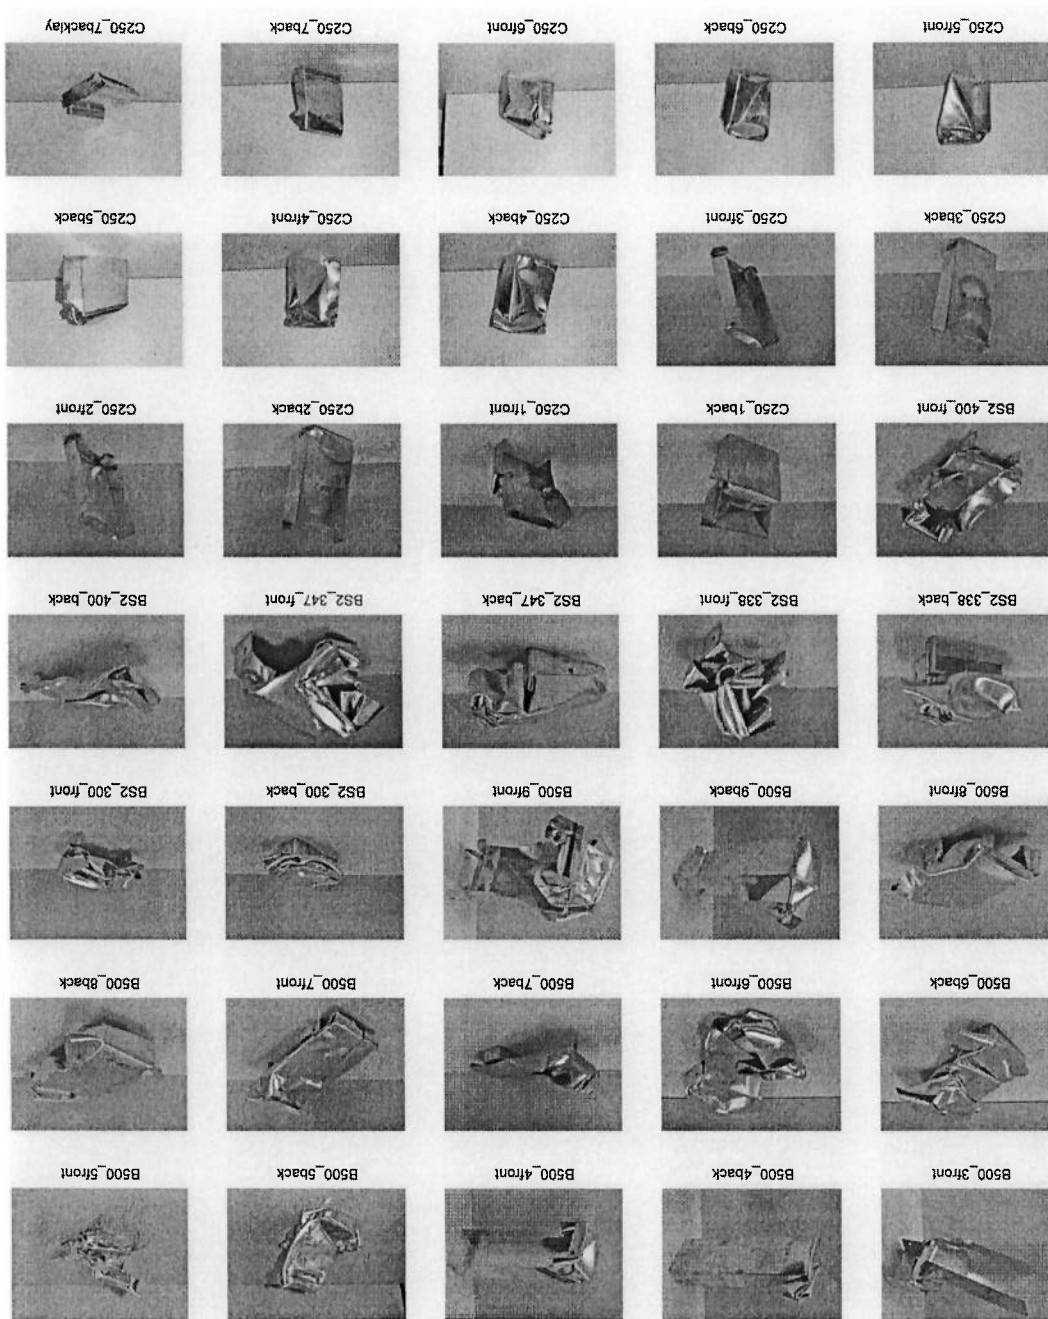 B500_3front B500_4back B500_4front B500_5back B500_5front
B500_6back B500_6front B500_7back B500_7front B500_8back
B500_8front B500_9back B500_9front BS2_300_back BS2_300_front
BS2_338_back BS2_338_front BS2_347_back BS2_347_front BS2_400_back
BS2_400_front C250_1back C250_1front C250_2back C250_2front
C250_3back C250_3front C250_4back C250_4front C250_5back
C250_5front C250_6back C250_6front C250_7back C250_7backlay